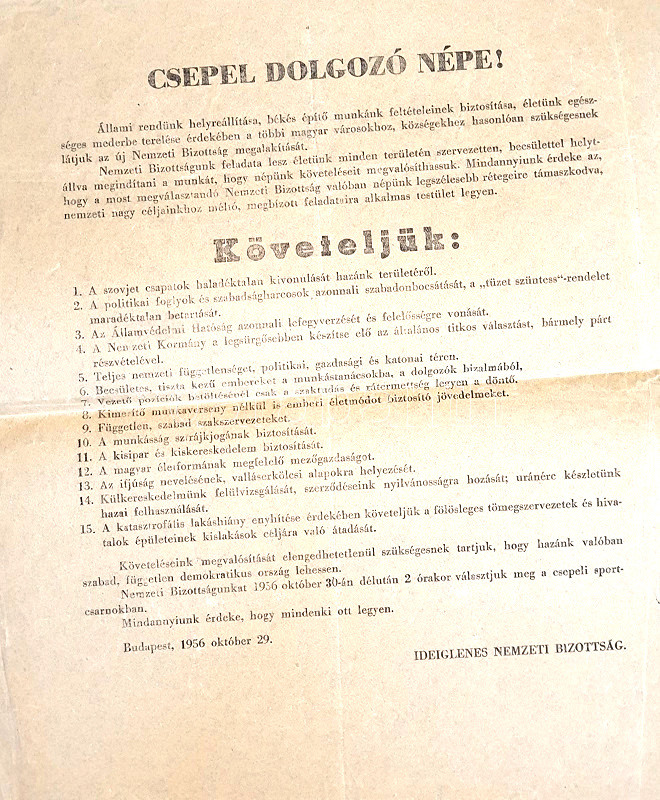 CSEPEL DOLGOZÓ NÉPE!
Állami rendünk helyreállítása, békés építő munkánk feltételeinek biztosítása, életünk egész-
séges mederbe terelése érdekében a többi magyar városokhoz, községekhez hasonlóan szükségesnek
látjuk az új Nemzeti Bizottság megalakítását.
Nemzeti Bizottságunk feladata lesz életünk minden területén szervezetten, becsülettel helyt-
állva megindítani a munkát, hogy népünk követeléseit megvalósíthassuk. Mindannyiunk érdeke az,
hogy a most megválasztandó Nemzeti Bizottság valóban népünk legszélesebb rétegeire támaszkodva,
nemzeti nagy céljainkhoz méltó, megbízott feladataira alkalmas testület legyen.
Követeljük:
1. A szovjet csapatok haladéktalan kivonulását hazánk területéről.
2. A politikai foglyok és szabadságharcosok azonnali szabadonbocsátását, a „tüzet szüntess“-rendelet
maradéktalan betartását.
3. Az Államvédelmi Hatóság azonnali lefegyverzését és felelősségre vonását.
4. A Nemzeti Kormány a legsürgősebben készítse elő az általános titkos választást, bármely párt
részvételével.
5. Teljes nemzeti függetlenséget, politikai, gazdasági és katonai téren.
6. Becsületes, tiszta kezű embereket a munkástanácsokba, a dolgozók bizalmából,
7. Vezető pozíciók betöltésénél csak a szaktudás és rátermettség legyen a döntő.
8. Kimerítő munkaverseny nélkül is emberi életmódot biztosító jövedelmeket.
9. Független, szabad szakszervezeteket.
10. A munkásság sztrájkjogának biztosítását.
11. A kisipar és kiskereskedelem biztosítását.
12. A magyar életformának megfelelő mezőgazdaságot.
13. Az ifjúság nevelésének, valláserkölcsi alapokra helyezését.
14. Külkereskedelmünk felülvizsgálását, szerződéseink nyilvánosságra hozását; uránérc készletünk
hazai felhasználását.
15. A katasztrofális lakáshiány enyhítése érdekében követeljük a fölösleges tömegszervezetek és hiva-
talok épületeinek kislakások céljára való átadását.
Követeléseink megvalósítását elengedhetetlenül szükségesnek tartjuk, hogy hazánk valóban
szabad, független demokratikus ország lehessen.
Nemzeti Bizottságunkat 1956 október 30-án délután 2 órakor választjuk meg a csepeli sport-
csarnokban.
Mindannyiunk érdeke, hogy mindenki ott legyen.
Budapest, 1956 október 29.
IDEIGLENES NEMZETI BIZOTTSÁG.